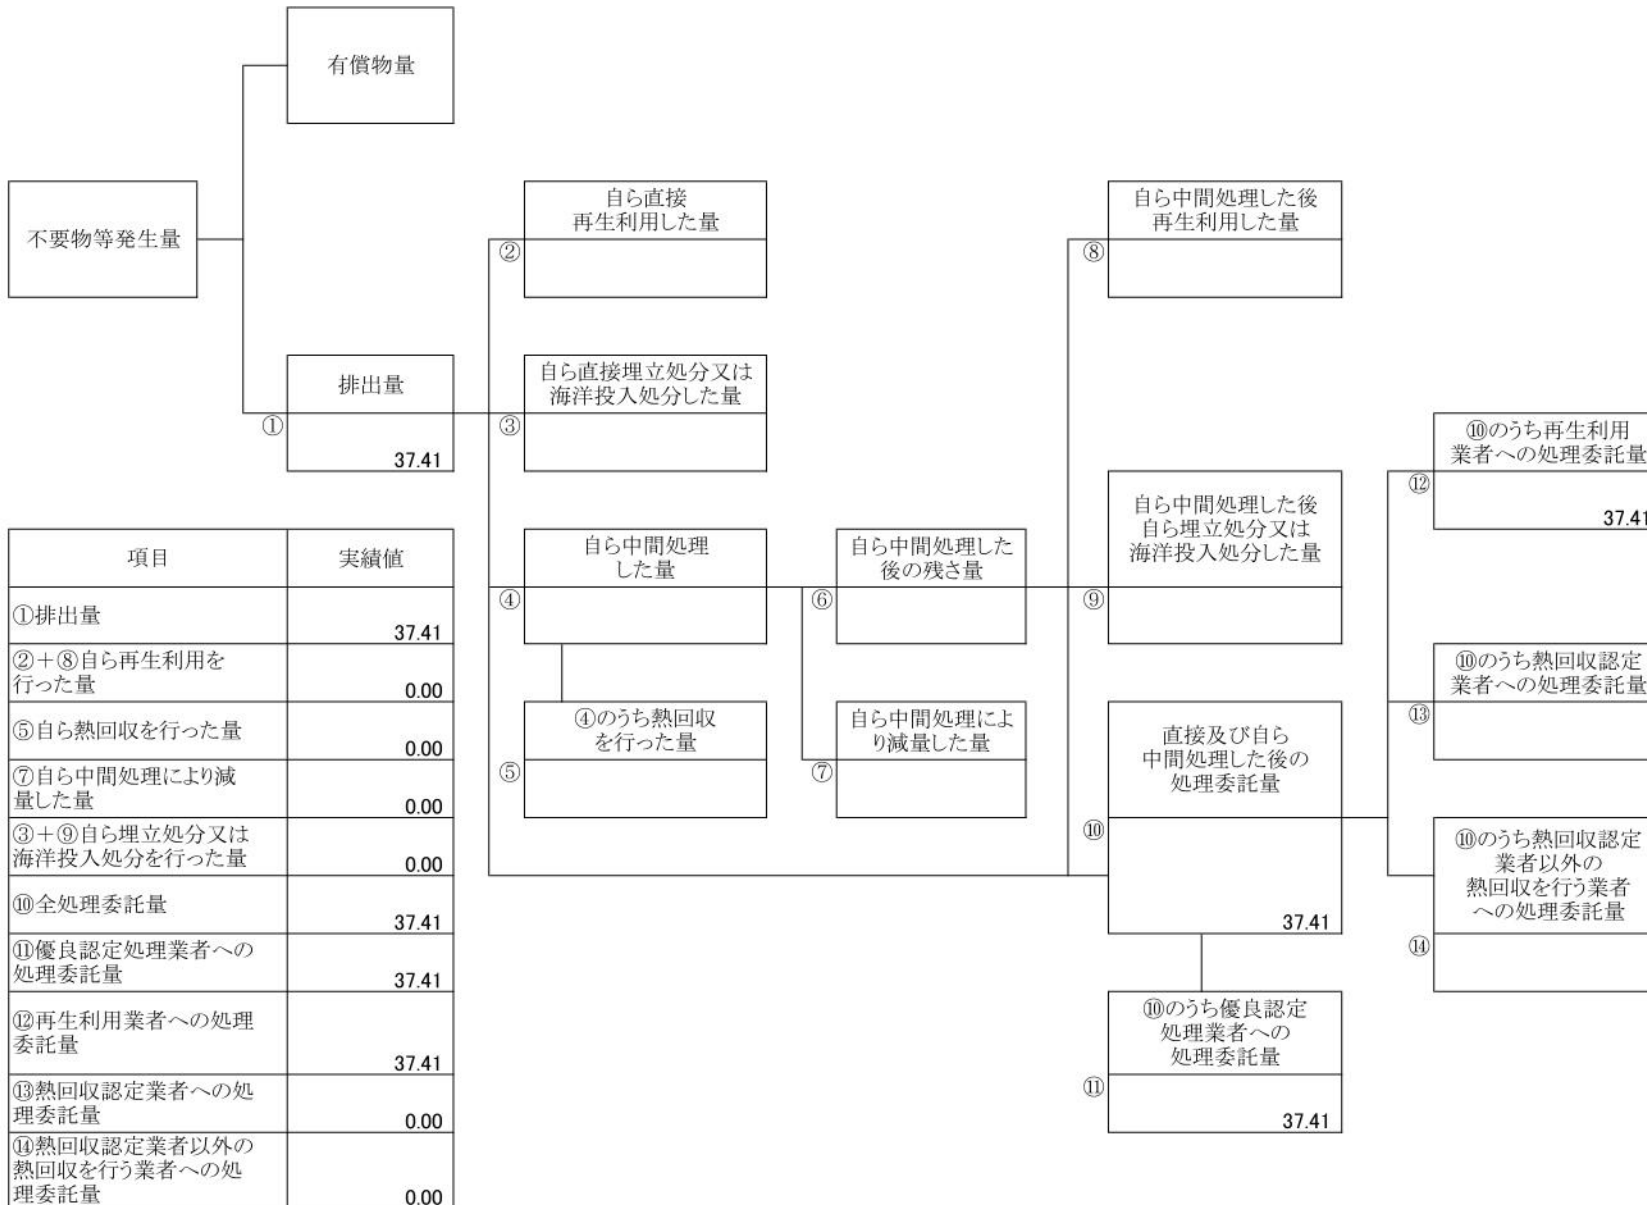 有償物量
不要物等発生量
自ら直接
再生利用した量
②
自ら中間処理した後
再生利用した量
⑧
排出量
①
37.41
自ら直接埋立処分又は
海洋投入処分した量
③
⑩のうち再生利用
業者への処理委託量
⑫
37.41
自ら中間処理した後
自ら埋立処分又は
海洋投入処分した量
⑨
自ら中間処理
した量
④
自ら中間処理した
後の残さ量
⑥
④のうち熱回収
を行った量
⑤
自ら中間処理によ
り減量した量
⑦
直接及び自ら
中間処理した後の
処理委託量
⑩
37.41
⑩のうち熱回収認定
業者への処理委託量
⑬
⑩のうち熱回収認定
業者以外の
熱回収を行う業者
への処理委託量
⑭
⑩のうち優良認定
処理業者への
処理委託量
⑪
37.41
項目 実績値
①排出量 37.41
②+⑧自ら再生利用を
行った量 0.00
⑤自ら熱回収を行った量 0.00
⑦自ら中間処理により減
量した量 0.00
③+⑨自ら埋立処分又は
海洋投入処分を行った量 0.00
⑩全処理委託量 37.41
⑪優良認定処理業者への
処理委託量 37.41
⑫再生利用業者への処理
委託量 37.41
⑬熱回収認定業者への処
理委託量 0.00
⑭熱回収認定業者以外の
熱回収を行う業者への処
理委託量 0.00